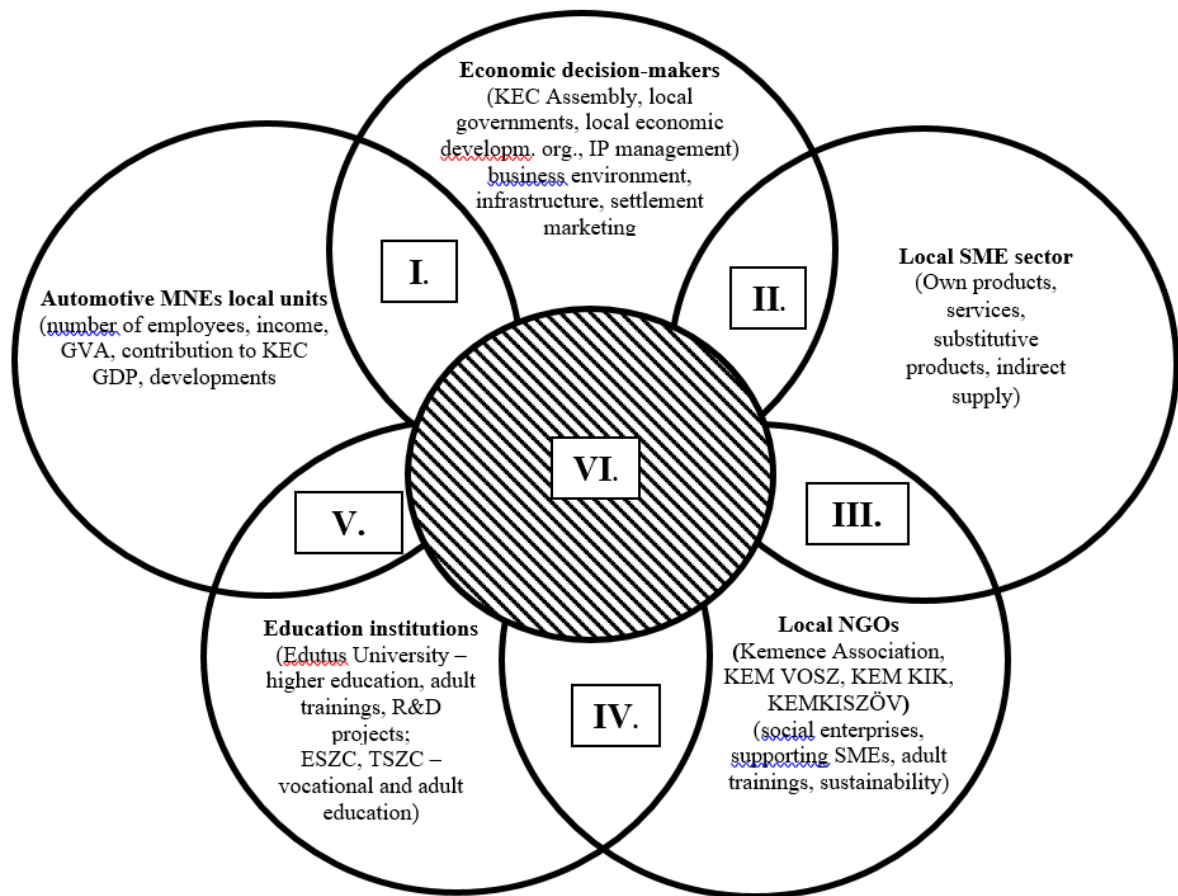 Economic decision-makers
(KEC Assembly, local
governments, local economic
developm. org., IP management)
business environment,
infrastructure, settlement
marketing
I.
II.
Local SME sector
(Own products,
services,
substitutive
products, indirect
supply)
Automotive MNEs local units
(number of employees, income,
GVA, contribution to KEC
GDP, developments
VI.
V.
III.
Education institutions
(Edutus University –
higher education, adult
trainings, R&D
projects;
ESZC, TSZC –
vocational and adult
education)
IV.
Local NGOs
(Kemence Association,
KEM VOSZ, KEM KIK,
KEMKISZÖV)
(social enterprises,
supporting SMEs, adult
trainings, sustainability)